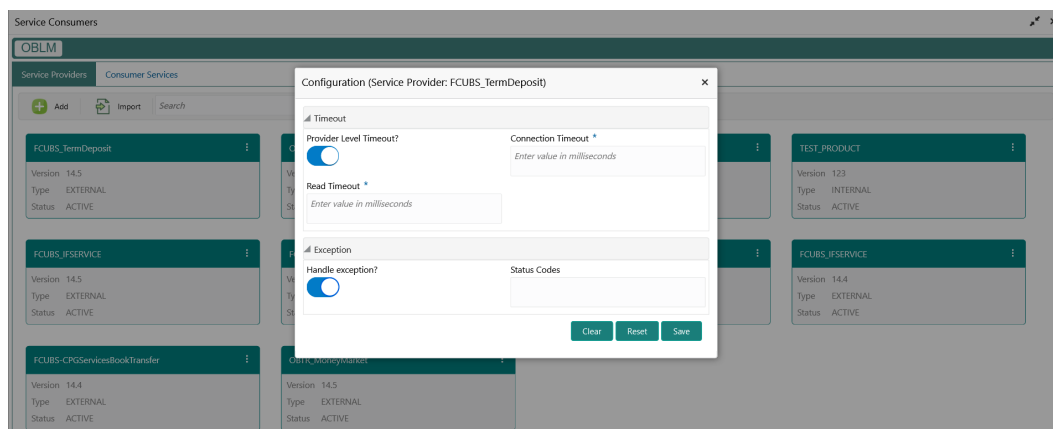 Service Consumers
OBLM
Service Providers Consumer Services
Add Import Search
FCUBS_TermDeposit
Version 14.5
Type EXTERNAL
Status ACTIVE
TEST_PRODUCT
Version 123
Type INTERNAL
Status ACTIVE
FCUBS_IFSERVICE
Version 14.5
Type EXTERNAL
Status ACTIVE
FCUBS_IFSERVICE
Version 14.4
Type EXTERNAL
Status ACTIVE
FCUBS-CPGServicesBookTransfer
Version 14.4
Type EXTERNAL
Status ACTIVE
OBTR_MoneyMarket
Version 14.5
Type EXTERNAL
Status ACTIVE
Configuration (Service Provider: FCUBS_TermDeposit)
Timeout
Provider Level Timeout? Connection Timeout *
Enter value in milliseconds
Read Timeout *
Enter value in milliseconds
Exception
Handle exception? Status Codes
Clear Reset Save